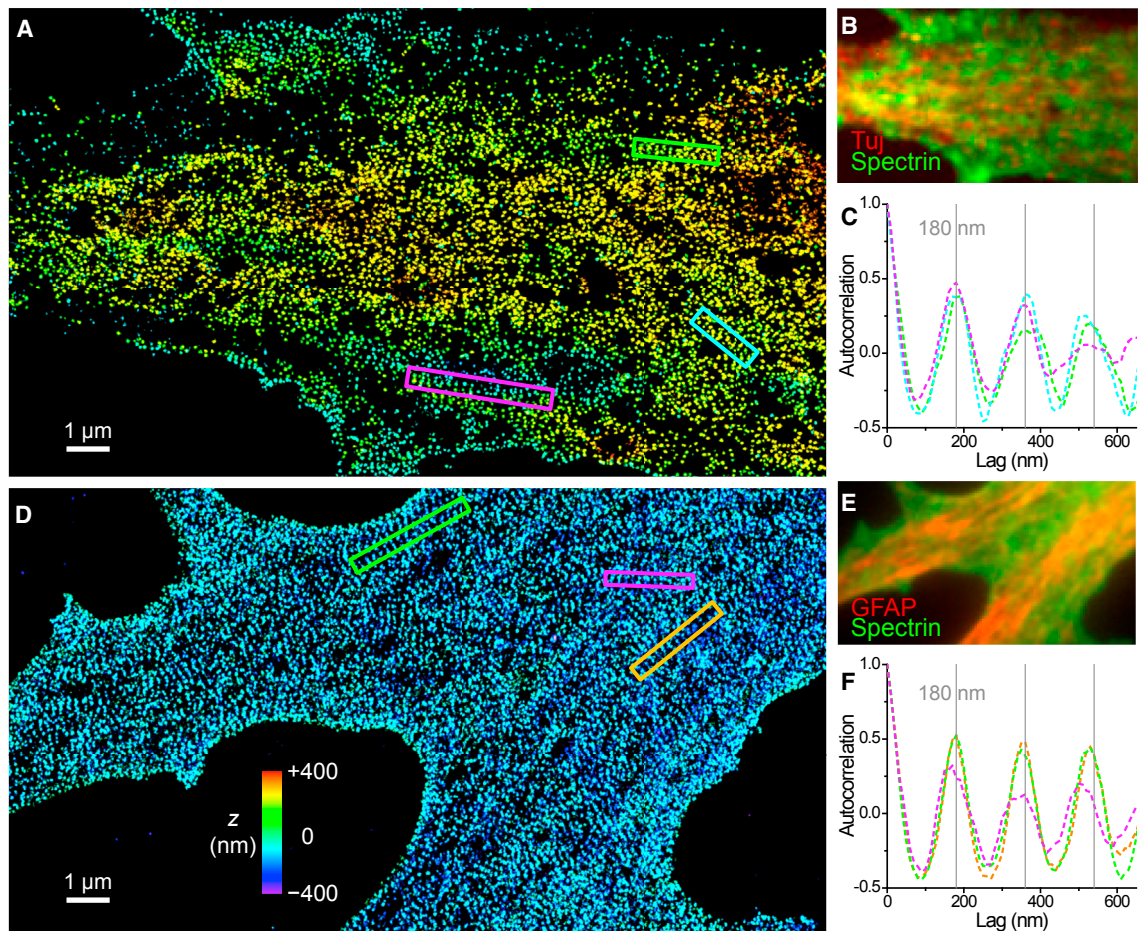 A
1 µm
B
Tuj
Spectrin
C
180 nm
Autocorrelation
1.0
0.5
0.0
-0.5
0
200
400
600
Lag (nm)
D
z
(nm)
+400
0
−400
1 µm
E
GFAP
Spectrin
F
180 nm
Autocorrelation
1.0
0.5
0.0
-0.5
0
200
400
600
Lag (nm)